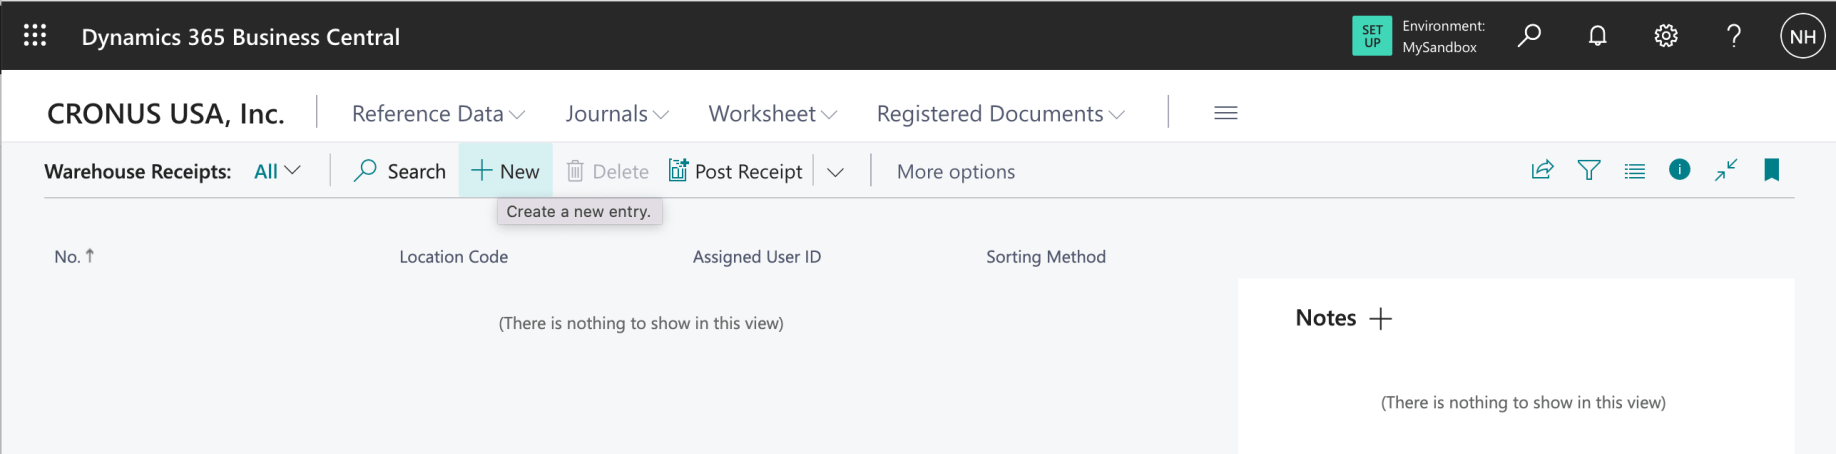 Dynamics 365 Business Central
SET UP
Environment:
MySandbox
?
NH
CRONUS USA, Inc.
Reference Data
Journals
Worksheet
Registered Documents
Warehouse Receipts:
All
Search
New
Delete
Post Receipt
More options
Create a new entry.
No. ↑
Location Code
Assigned User ID
Sorting Method
(There is nothing to show in this view)
Notes
(There is nothing to show in this view)